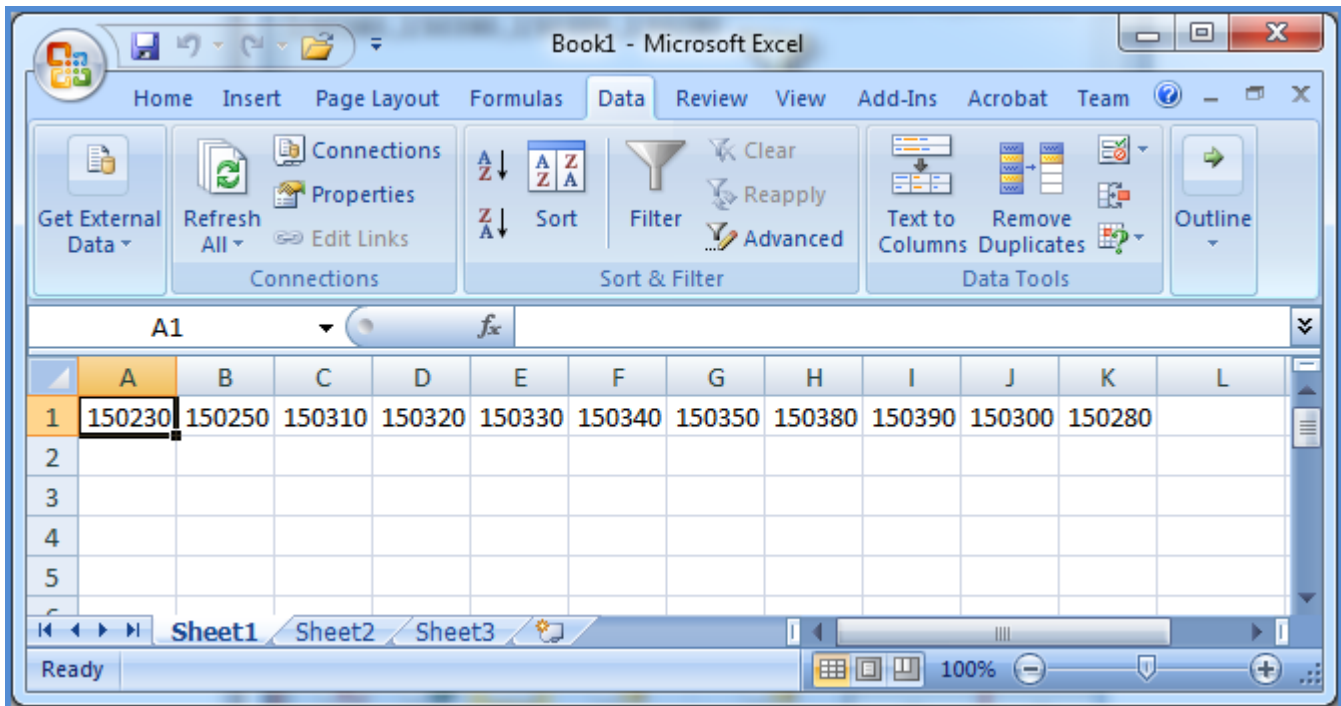 Book1 - Microsoft Excel
Home Insert Page Layout Formulas Data Review View Add-Ins Acrobat Team
Get External Data
Refresh All
Connections
Properties
Edit Links
Connections
A Z
Z A
A Z Z A
Sort
Filter
Clear
Reapply
Advanced
Sort & Filter
Text to Columns
Remove Duplicates
Data Tools
Outline
A1 fx
A B C D E F G H I J K L
1 150230 150250 150310 150320 150330 150340 150350 150380 150390 150300 150280
2
3
4
5
Sheet1 Sheet2 Sheet3
Ready 100%